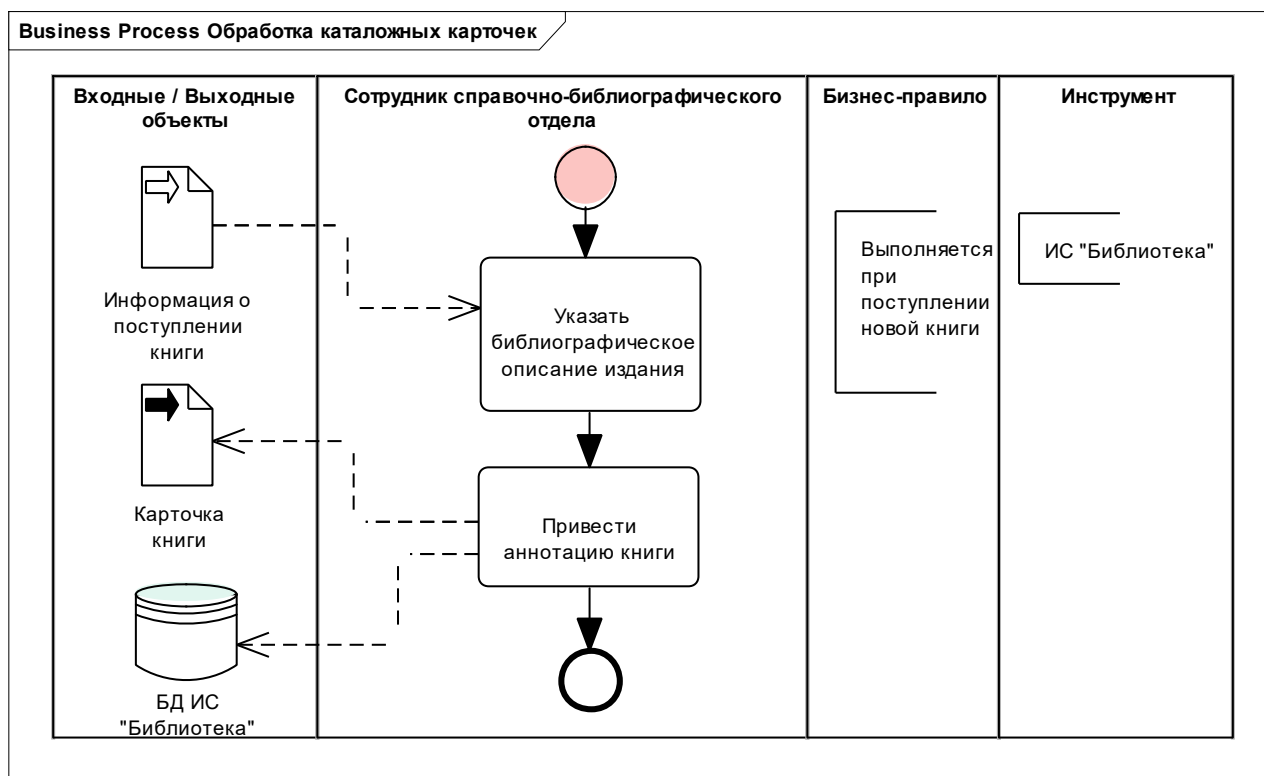 Business Process Обработка каталожных карточек
Входные / Выходные
объекты
Сотрудник справочно-библиографического
отдела
Бизнес-правило
Инструмент
Информация о
поступлении
книги
Указать
библиографическое
описание издания
Выполняется
при
поступлении
новой книги
ИС "Библиотека"
Карточка
книги
Привести
аннотацию книги
БД ИС
"Библиотека"